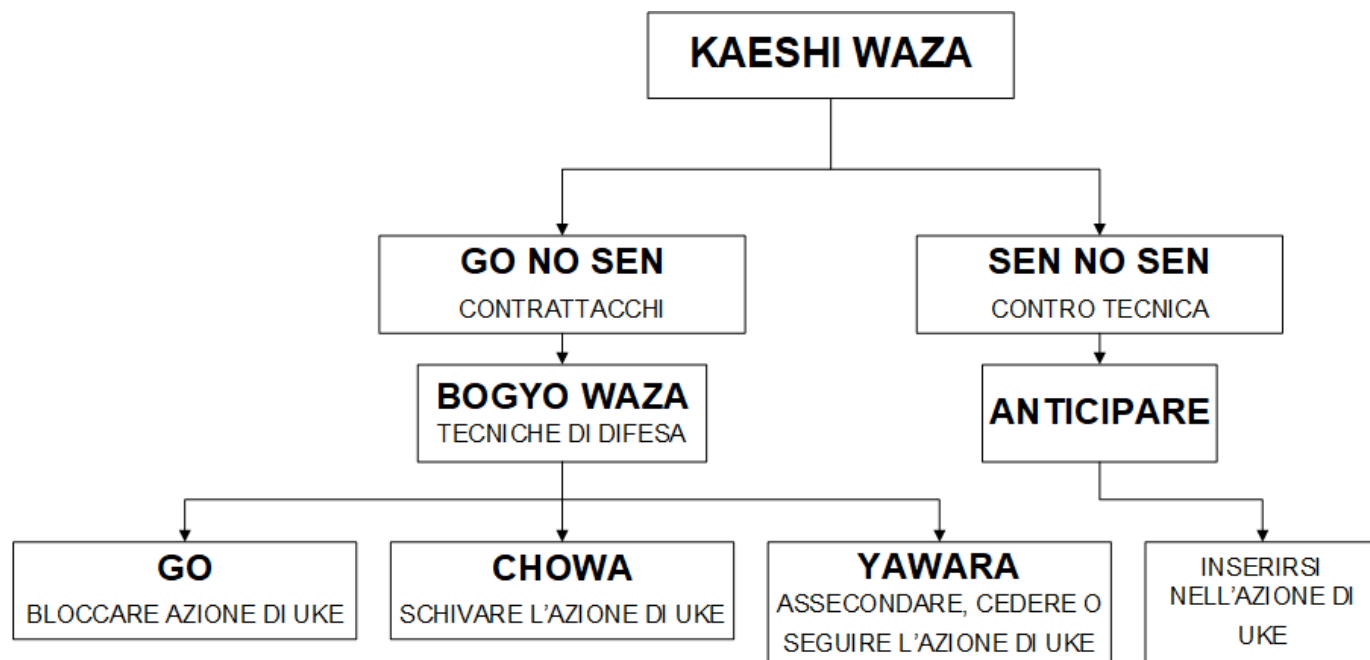 KAESHI WAZA
GO NO SEN
CONTRATTACCHI
SEN NO SEN
CONTRO TECNICA
BOGYO WAZA
TECNICHE DI DIFESA
ANTICIPARE
GO
BLOCCARE AZIONE DI UKE
CHOWA
SCHIVARE L'AZIONE DI UKE
YAWARA
ASSECONDARE, CEDERE O
SEGUIRE L'AZIONE DI UKE
INSERIRSI
NELL'AZIONE DI
UKE